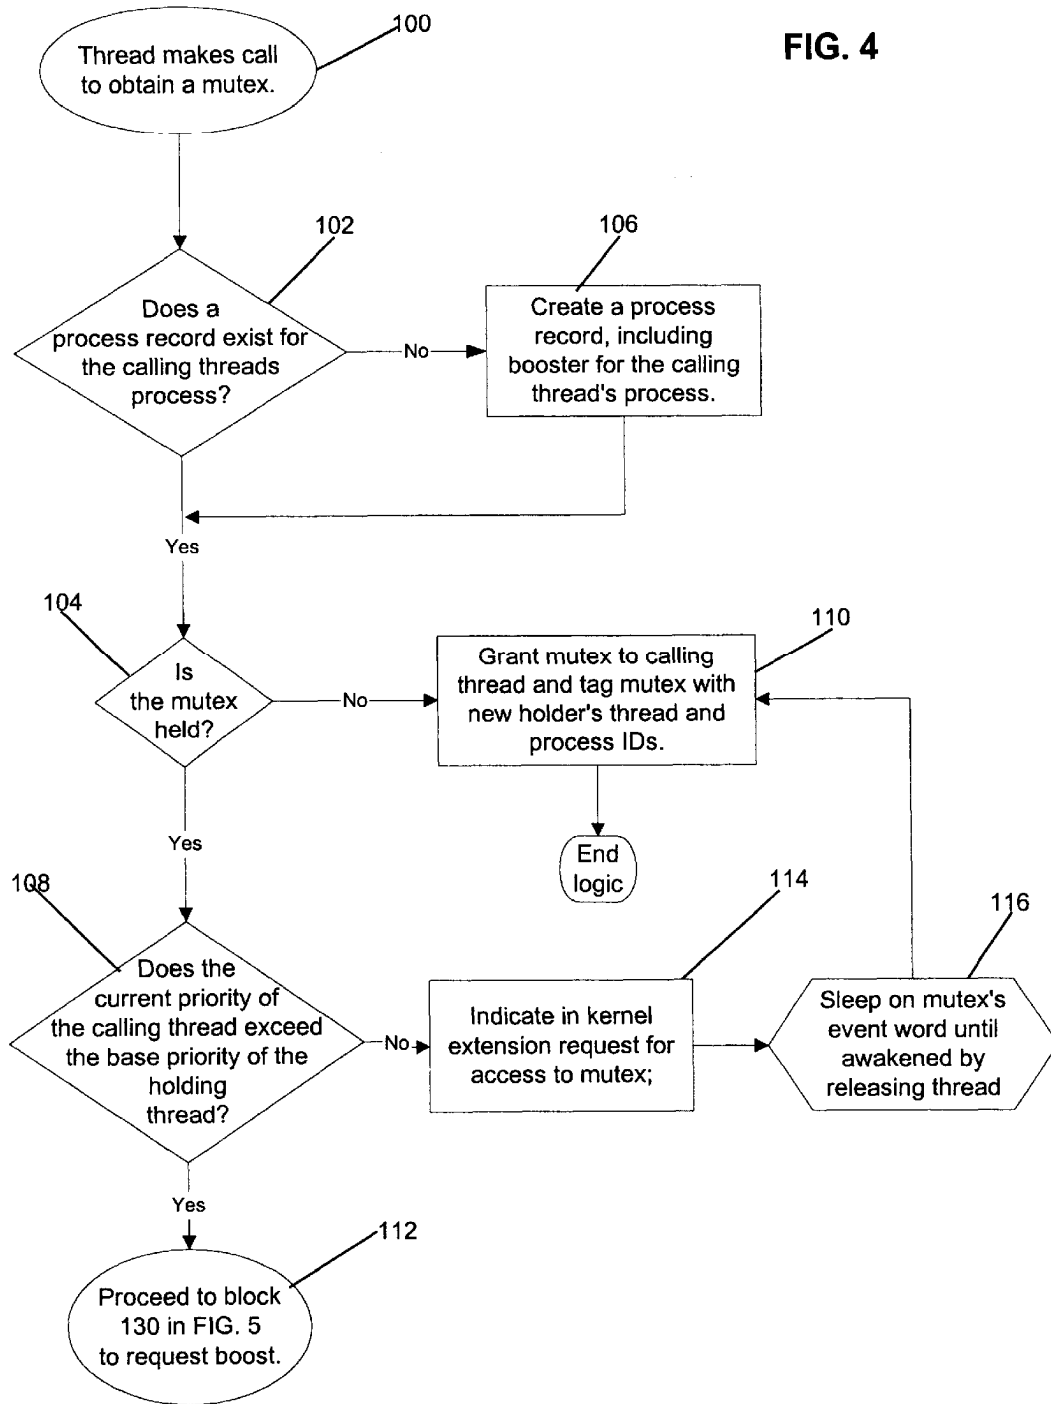 100
FIG. 4
Thread makes call
to obtain a mutex.
102
106
Does a
process record exist for
the calling threads
process?
No
Create a process
record, including
booster for the calling
thread's process.
Yes
104
110
Is
the mutex
held?
No
Grant mutex to calling
thread and tag mutex with
new holder's thread and
process IDs.
Yes
End
logic
108
114
116
Does the
current priority of
the calling thread exceed
the base priority of the
holding
thread?
No
Indicate in kernel
extension request for
access to mutex;
Sleep on mutex's
event word until
awakened by
releasing thread
Yes
112
Proceed to block
130 in FIG. 5
to request boost.